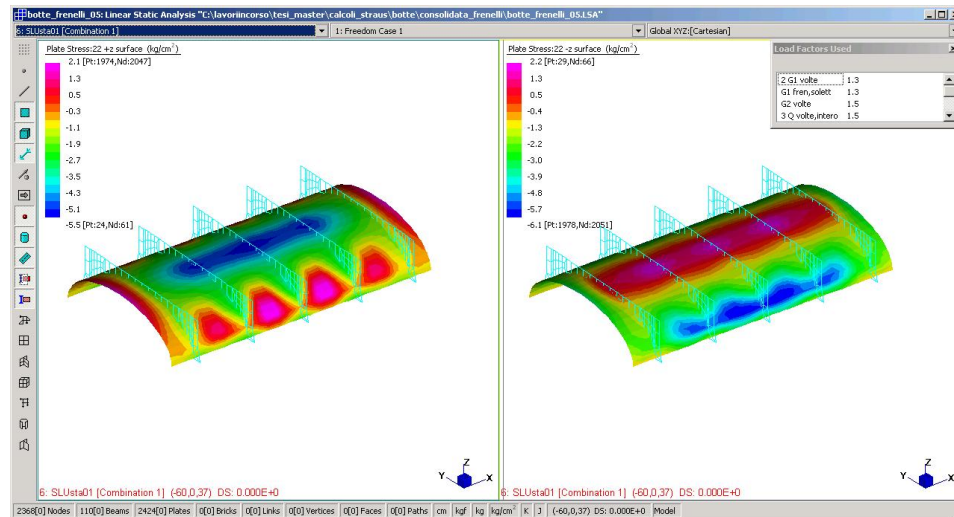 botte_frenelli_05: Linear Static Analysis "C:\lavoriincorso\tesi_master\calcoli_straus\botte\consolidata_frenelli\botte_frenelli_05.LSA"
6: SLUsta01 [Combination 1]
1: Freedom Case 1
Global XYZ:[Cartesian]
Plate Stress:22 +z surface (kg/cm²)
2.1 [Pt:1974,Nd:2047]
1.3
0.5
-0.3
-1.1
-1.9
-2.7
-3.5
-4.3
-5.1
-5.5 [Pt:24,Nd:61]
Y
Z
X
6: SLUsta01 [Combination 1] (-60,0,37) DS: 0.000E+0
Plate Stress:22 -z surface (kg/cm²)
2.2 [Pt:29,Nd:66]
1.3
0.5
-0.4
-1.3
-2.2
-3.0
-3.9
-4.8
-5.7
-6.1 [Pt:1978,Nd:2051]
Load Factors Used
2 G1 volte 1.3
G1 fren,solett 1.3
G2 volte 1.5
3 Q volte,intero 1.5
Y
Z
X
6: SLUsta01 [Combination 1] (-60,0,37) DS: 0.000E+0
2368[0] Nodes 110[0] Beams 2424[0] Plates 0[0] Bricks 0[0] Links 0[0] Vertices 0[0] Faces 0[0] Paths cm kgf kg kg/cm² K J (-60,0,37) DS: 0.000E+0 Model